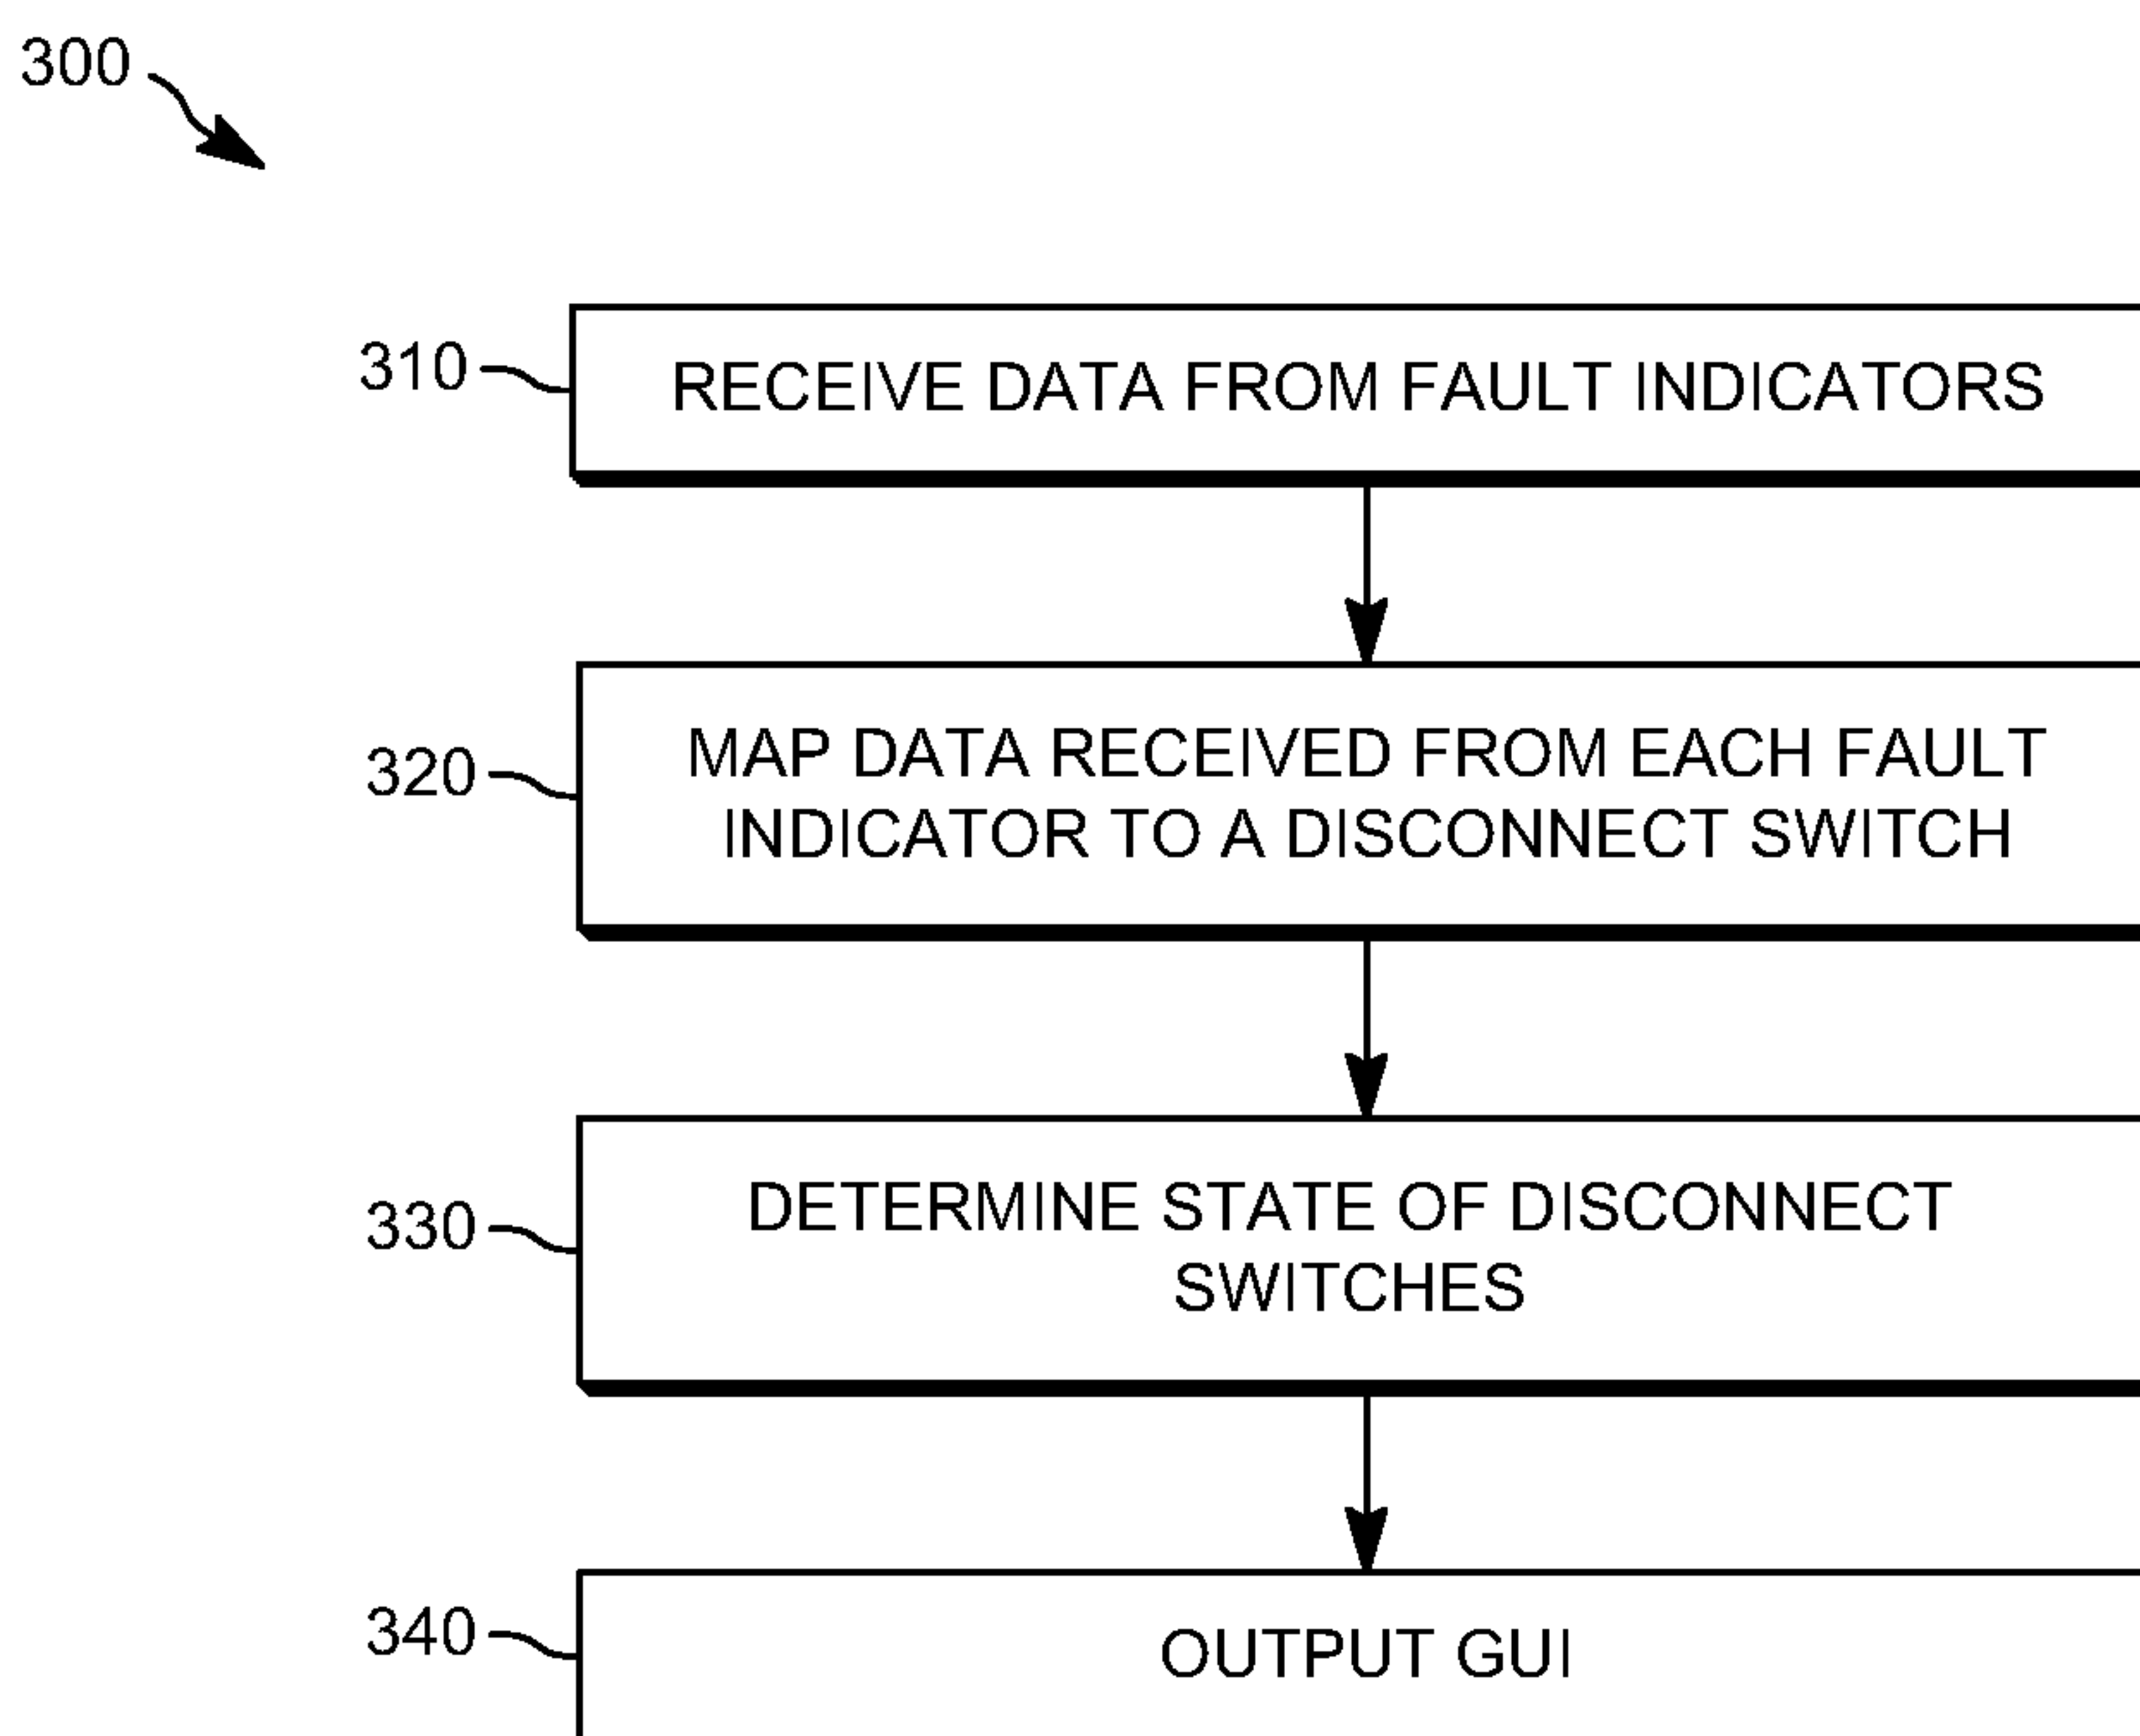 300
310
RECEIVE DATA FROM FAULT INDICATORS
320
MAP DATA RECEIVED FROM EACH FAULT
INDICATOR TO A DISCONNECT SWITCH
330
DETERMINE STATE OF DISCONNECT
SWITCHES
340
OUTPUT GUI